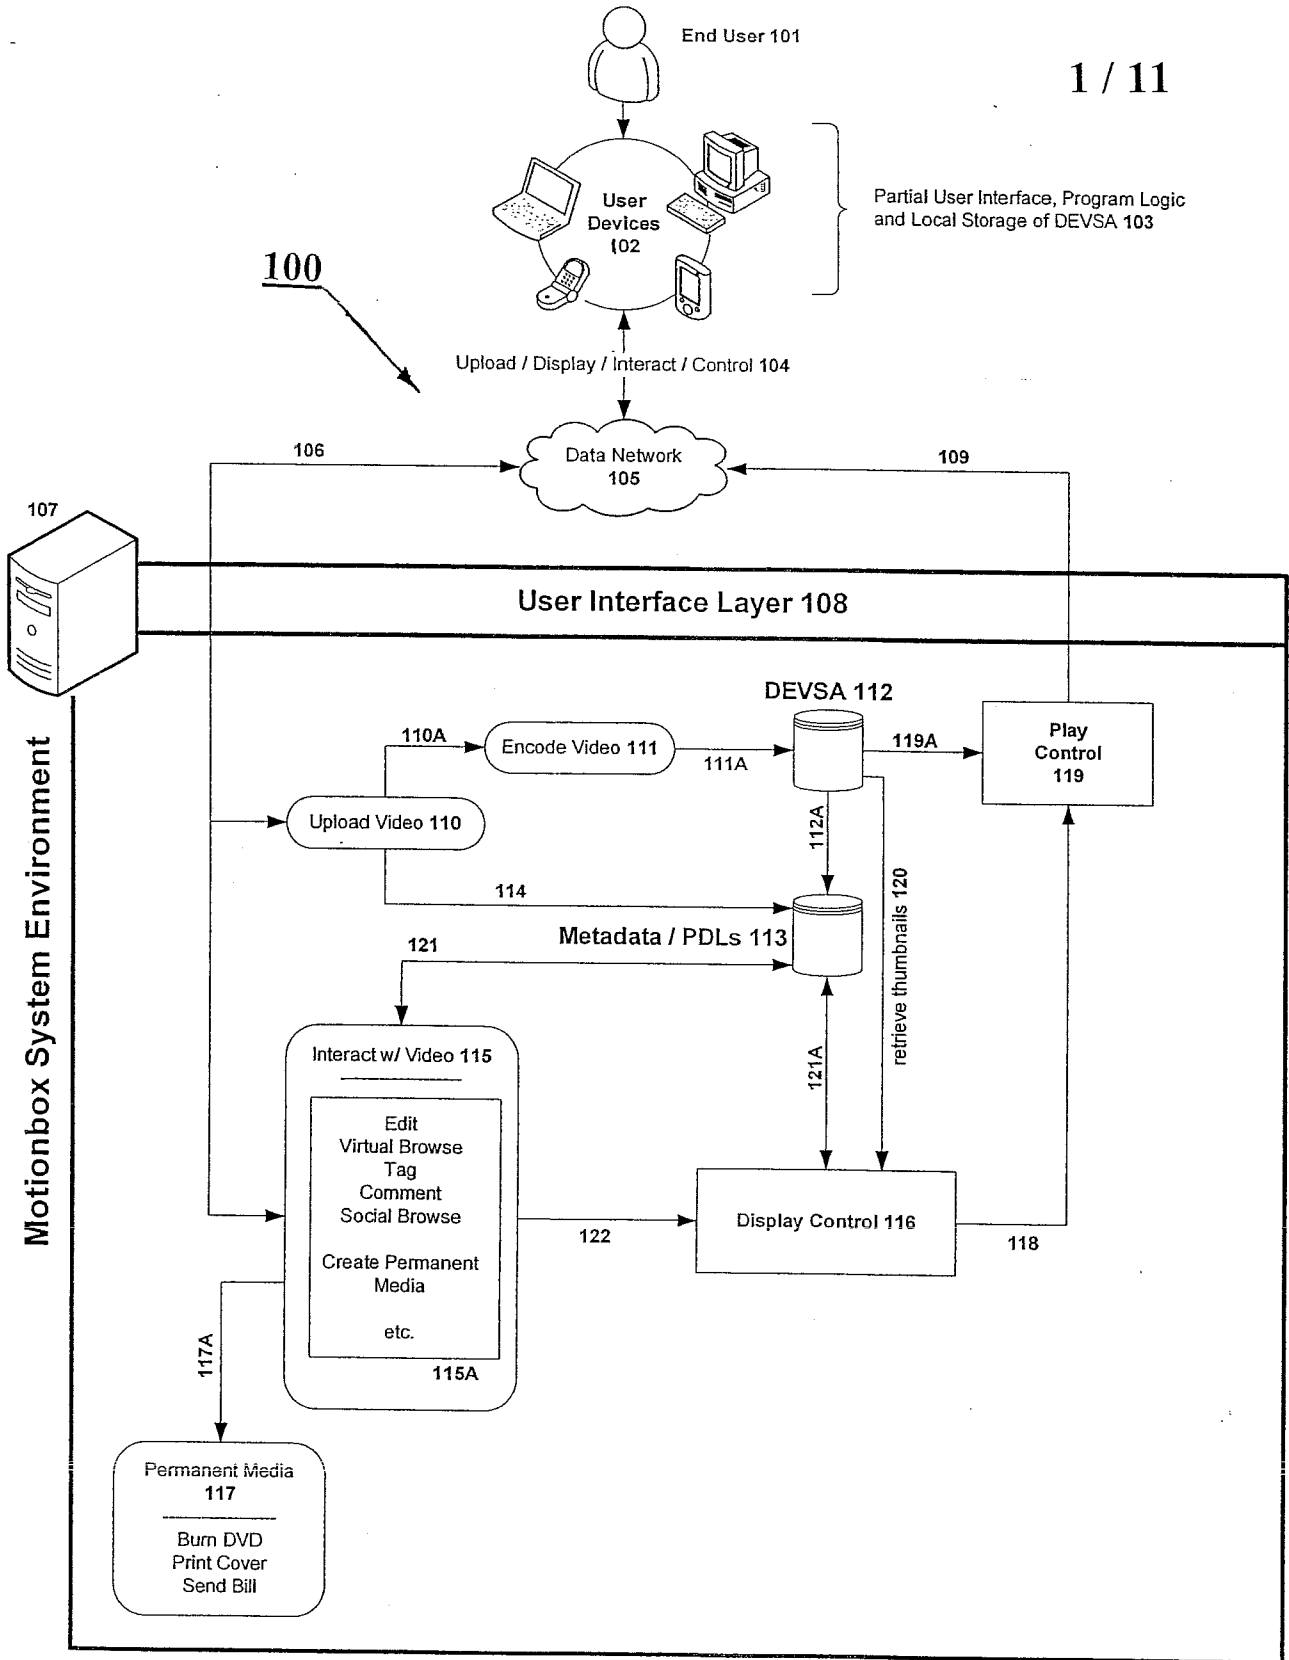 End User 101
1 / 11
User
Devices
102
Partial User Interface, Program Logic
and Local Storage of DEVSA 103
100
Upload / Display / Interact / Control 104
106
Data Network
105
109
107
User Interface Layer 108
Motionbox System Environment
DEVSA 112
110A
Encode Video 111
111A
119A
Play
Control
119
Upload Video 110
112A
114
retrieve thumbnails 120
Metadata / PDLs 113
121
Interact w/ Video 115
121A
Edit
Virtual Browse
Tag
Comment
Social Browse
Create Permanent
Media
etc.
115A
122
Display Control 116
118
117A
Permanent Media
117
Burn DVD
Print Cover
Send Bill